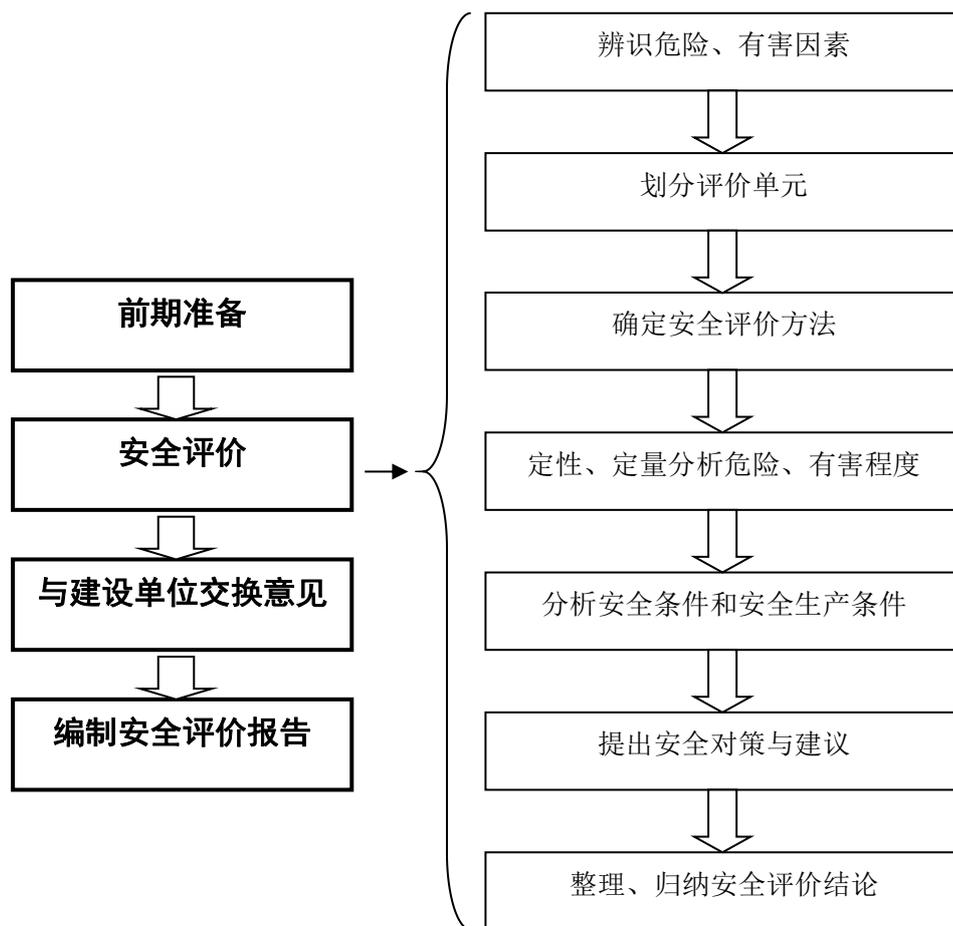 前期准备
安全评价
与建设单位交换意见
编制安全评价报告
辨识危险、有害因素
划分评价单元
确定安全评价方法
定性、定量分析危险、有害程度
分析安全条件和安全生产条件
提出安全对策与建议
整理、归纳安全评价结论